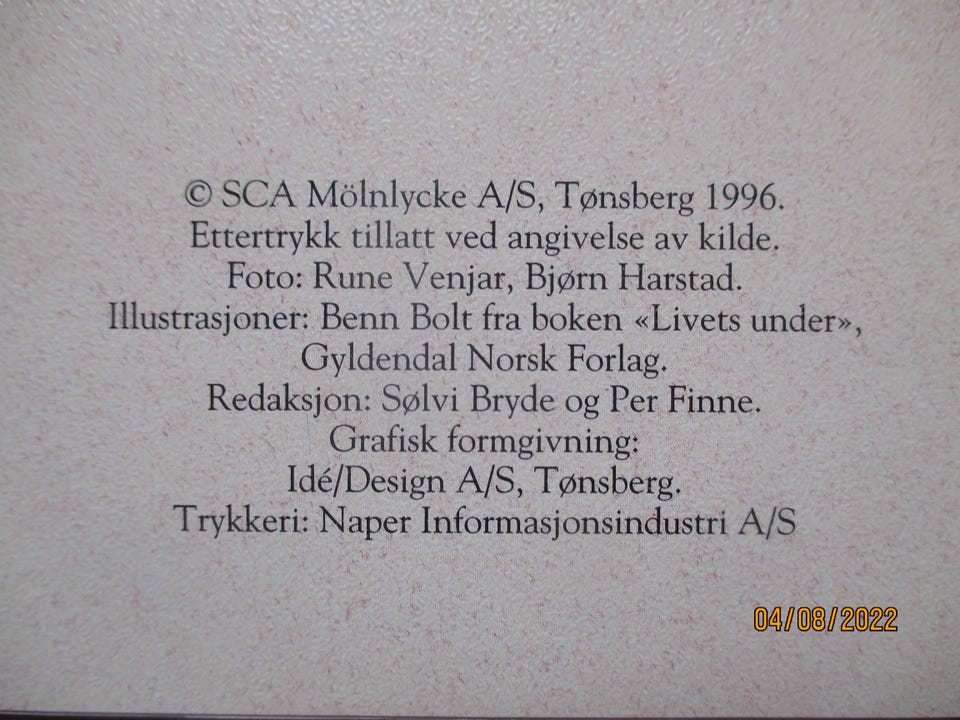 © SCA Mölnlycke A/S, Tønsberg 1996.
Ettertrykk tillatt ved angivelse av kilde.
Foto: Rune Venjar, Bjørn Harstad.
Illustrasjoner: Benn Bolt fra boken «Livets under»,
Gyldendal Norsk Forlag.
Redaksjon: Sølvi Bryde og Per Finne.
Grafisk formgivning:
Idé/Design A/S, Tønsberg.
Trykkeri: Naper Informasjonsindustri A/S
04/08/2022